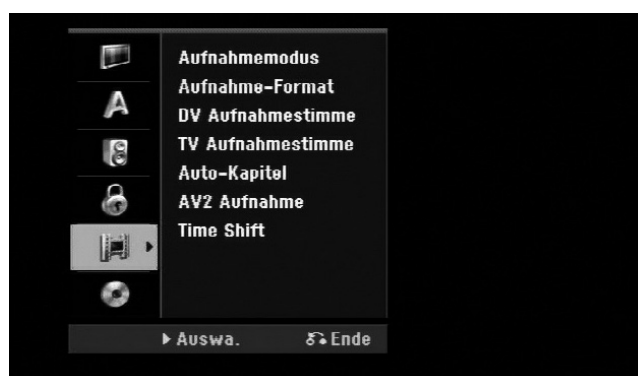 Aufnahmemodus
Aufnahme-Format
DV Aufnahmestimme
TV Aufnahmestimme
Auto-Kapitel
AV2 Aufnahme
Time Shift
Auswa. Ende